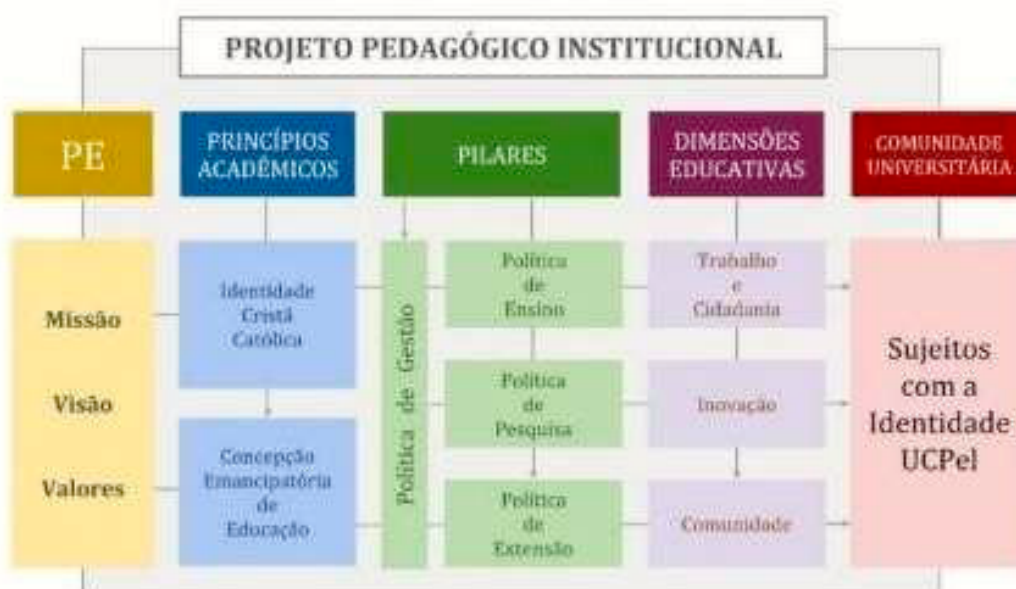 PROJETO PEDAGÓGICO INSTITUCIONAL
PE
PRINCÍPIOS
ACADÊMICOS
PILARES
DIMENSÕES
EDUCATIVAS
COMUNIDADE
UNIVERSITÁRIA
Missão
Visão
Valores
Identidade
Cristã
Católica
Concepção
Emancipatória
de
Educação
Política de Gestão
Política
de
Ensino
Política
de
Pesquisa
Política
de
Extensão
Trabalho
e
Cidadania
Inovação
Comunidade
Sujeitos
com a
Identidade
UCPel